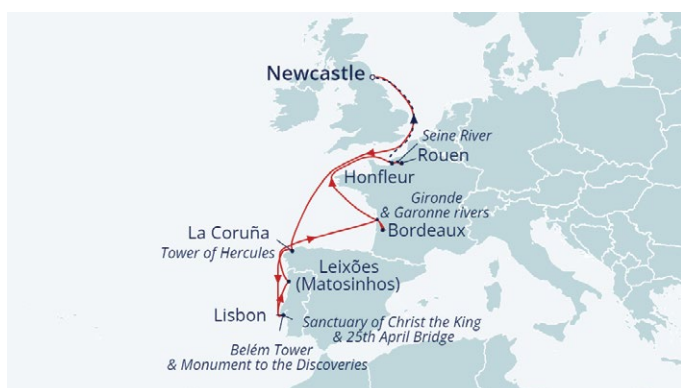 Newcastle
Seine River
Rouen
Honfleur
Gironde
& Garonne rivers
Bordeaux
La Coruña
Tower of Hercules
Leixões
(Matosinhos)
Lisbon
Sanctuary of Christ the King
& 25th April Bridge
Belém Tower
& Monument to the Discoveries